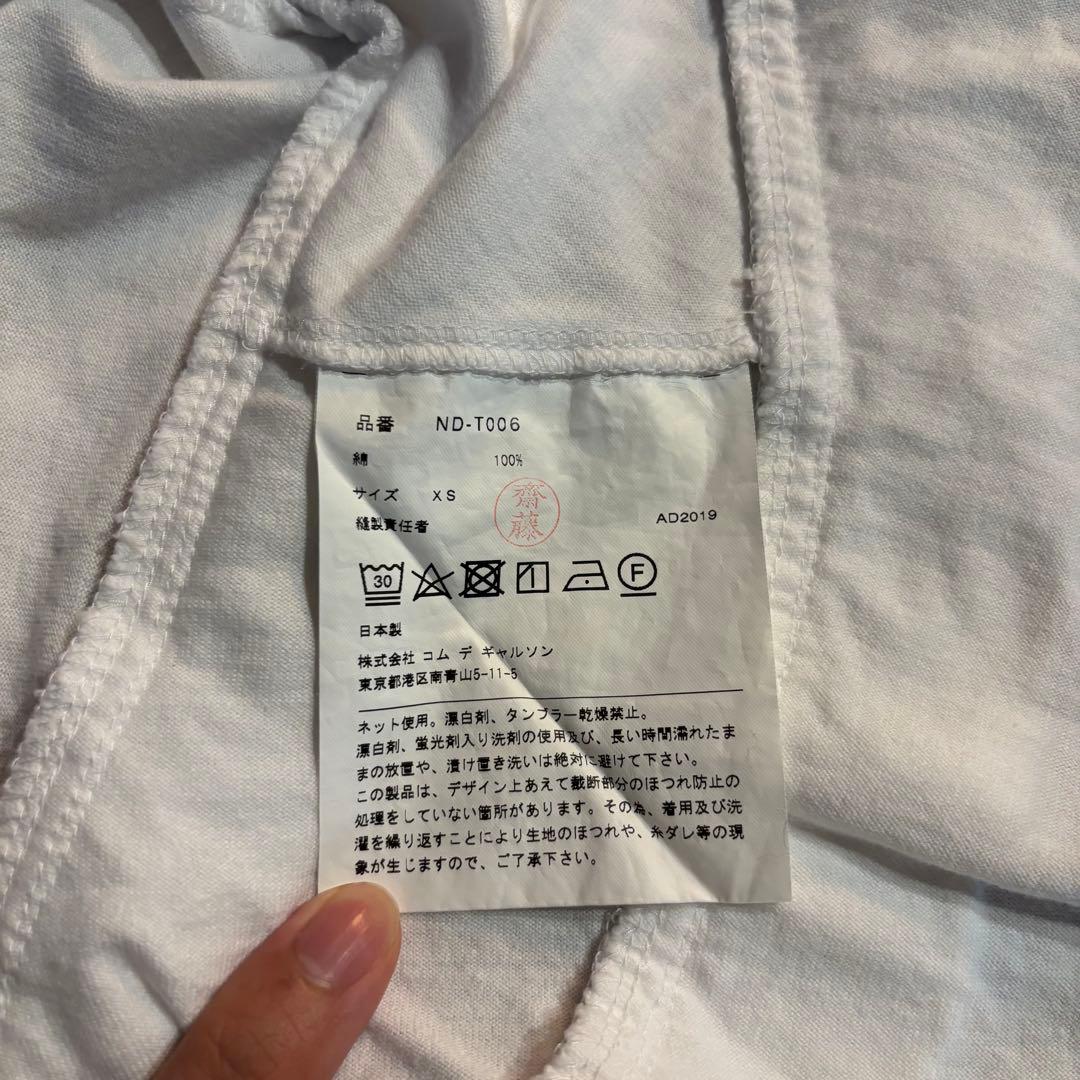 品番 ND-T006
綿 100%
サイズ XS
縫製責任者 齋藤 AD2019
30 F
日本製
株式会社 コム デ ギャルソン
東京都港区南青山5-11-5
ネット使用。漂白剤、タンブラー乾燥禁止。
漂白剤、蛍光剤入り洗剤の使用及び、長い時間濡れたま
まの放置や、漬け置き洗いは絶対に避けて下さい。
この製品は、デザイン上あえて裁断部分のほつれ防止の
処理をしていない箇所があります。その為、着用及び洗
濯を繰り返すことにより生地のほつれや、糸ダレ等の現
象が生じますので、ご了承下さい。